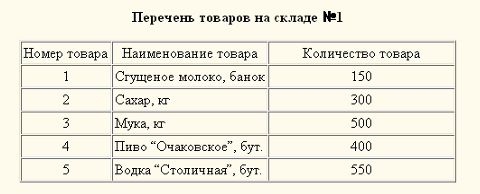 Перечень товаров на складе №1
Номер товара Наименование товара Количество товара
1 Сгущеное молоко, банок 150
2 Сахар, кг 300
3 Мука, кг 500
4 Пиво “Очаковское”, бут. 400
5 Водка “Столичная”, бут. 550